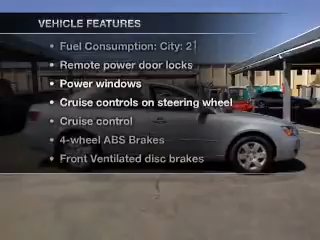 VEHICLE FEATURES
• Fuel Consumption: City: 21
• Remote power door locks
• Power windows
• Cruise controls on steering wheel
• Cruise control
• 4-wheel ABS Brakes
• Front Ventilated disc brakes